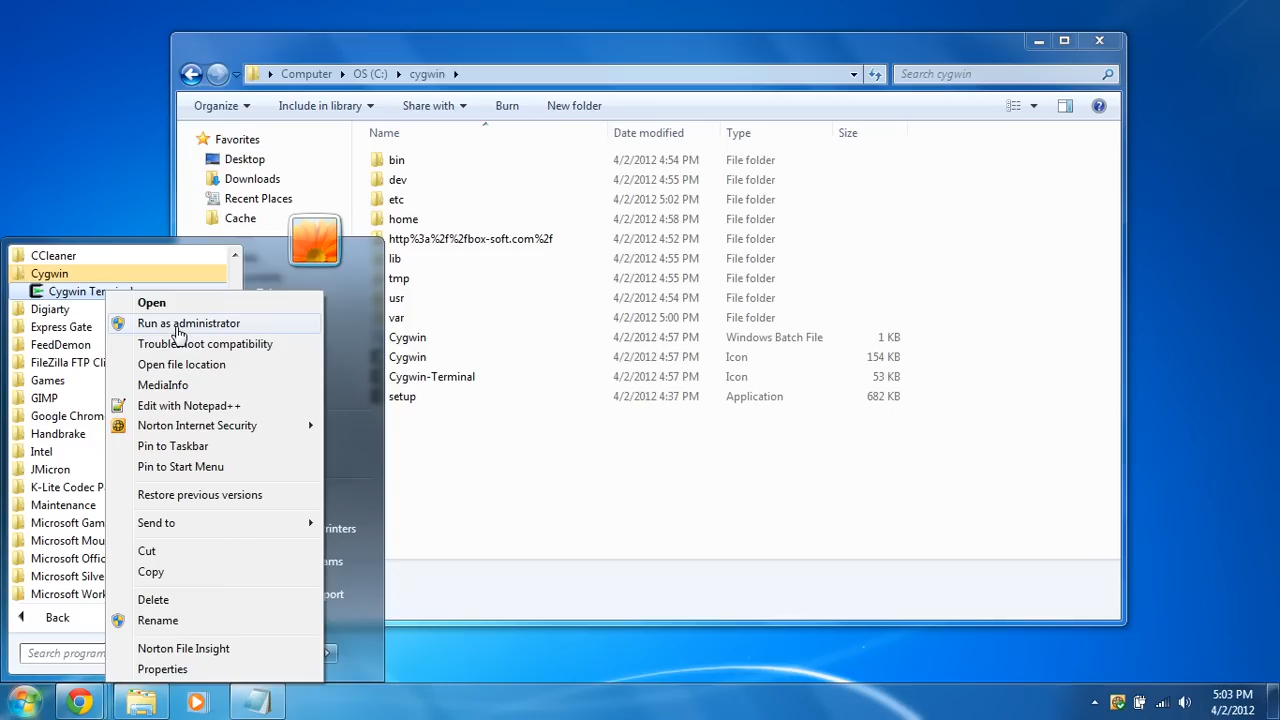 Computer OS (C:) cygwin
Search cygwin
Organize Include in library Share with Burn New folder
Name Date modified Type Size
Favorites
Desktop
Downloads
Recent Places
Cache
bin 4/2/2012 4:54 PM File folder
dev 4/2/2012 4:55 PM File folder
etc 4/2/2012 5:02 PM File folder
home 4/2/2012 4:58 PM File folder
http%3a%2f%2fbox-soft.com%2f 4/2/2012 4:52 PM File folder
lib 4/2/2012 4:55 PM File folder
tmp 4/2/2012 4:55 PM File folder
usr 4/2/2012 4:55 PM File folder
var 4/2/2012 5:00 PM File folder
Cygwin 4/2/2012 4:57 PM Windows Batch File 1 KB
Cygwin 4/2/2012 4:57 PM Icon 154 KB
Cygwin-Terminal 4/2/2012 4:57 PM Icon 53 KB
setup 4/2/2012 4:37 PM Application 682 KB
CCleaner
Cygwin
Cygwin Terminal
Digiarty
Express Gate
FeedDemon
FileZilla FTP Cli
Games
GIMP
Google Chrom
Handbrake
Intel
JMicron
K-Lite Codec P
Maintenance
Microsoft Gam
Microsoft Mou
Microsoft Offic
Microsoft Silve
Microsoft Work
Back
Search program
Open
Run as administrator
Troubleshoot compatibility
Open file location
MediaInfo
Edit with Notepad++
Norton Internet Security
Pin to Taskbar
Pin to Start Menu
Restore previous versions
Send to
Cut
Copy
Delete
Rename
Norton File Insight
Properties
rinters
ams
port
5:03 PM
4/2/2012